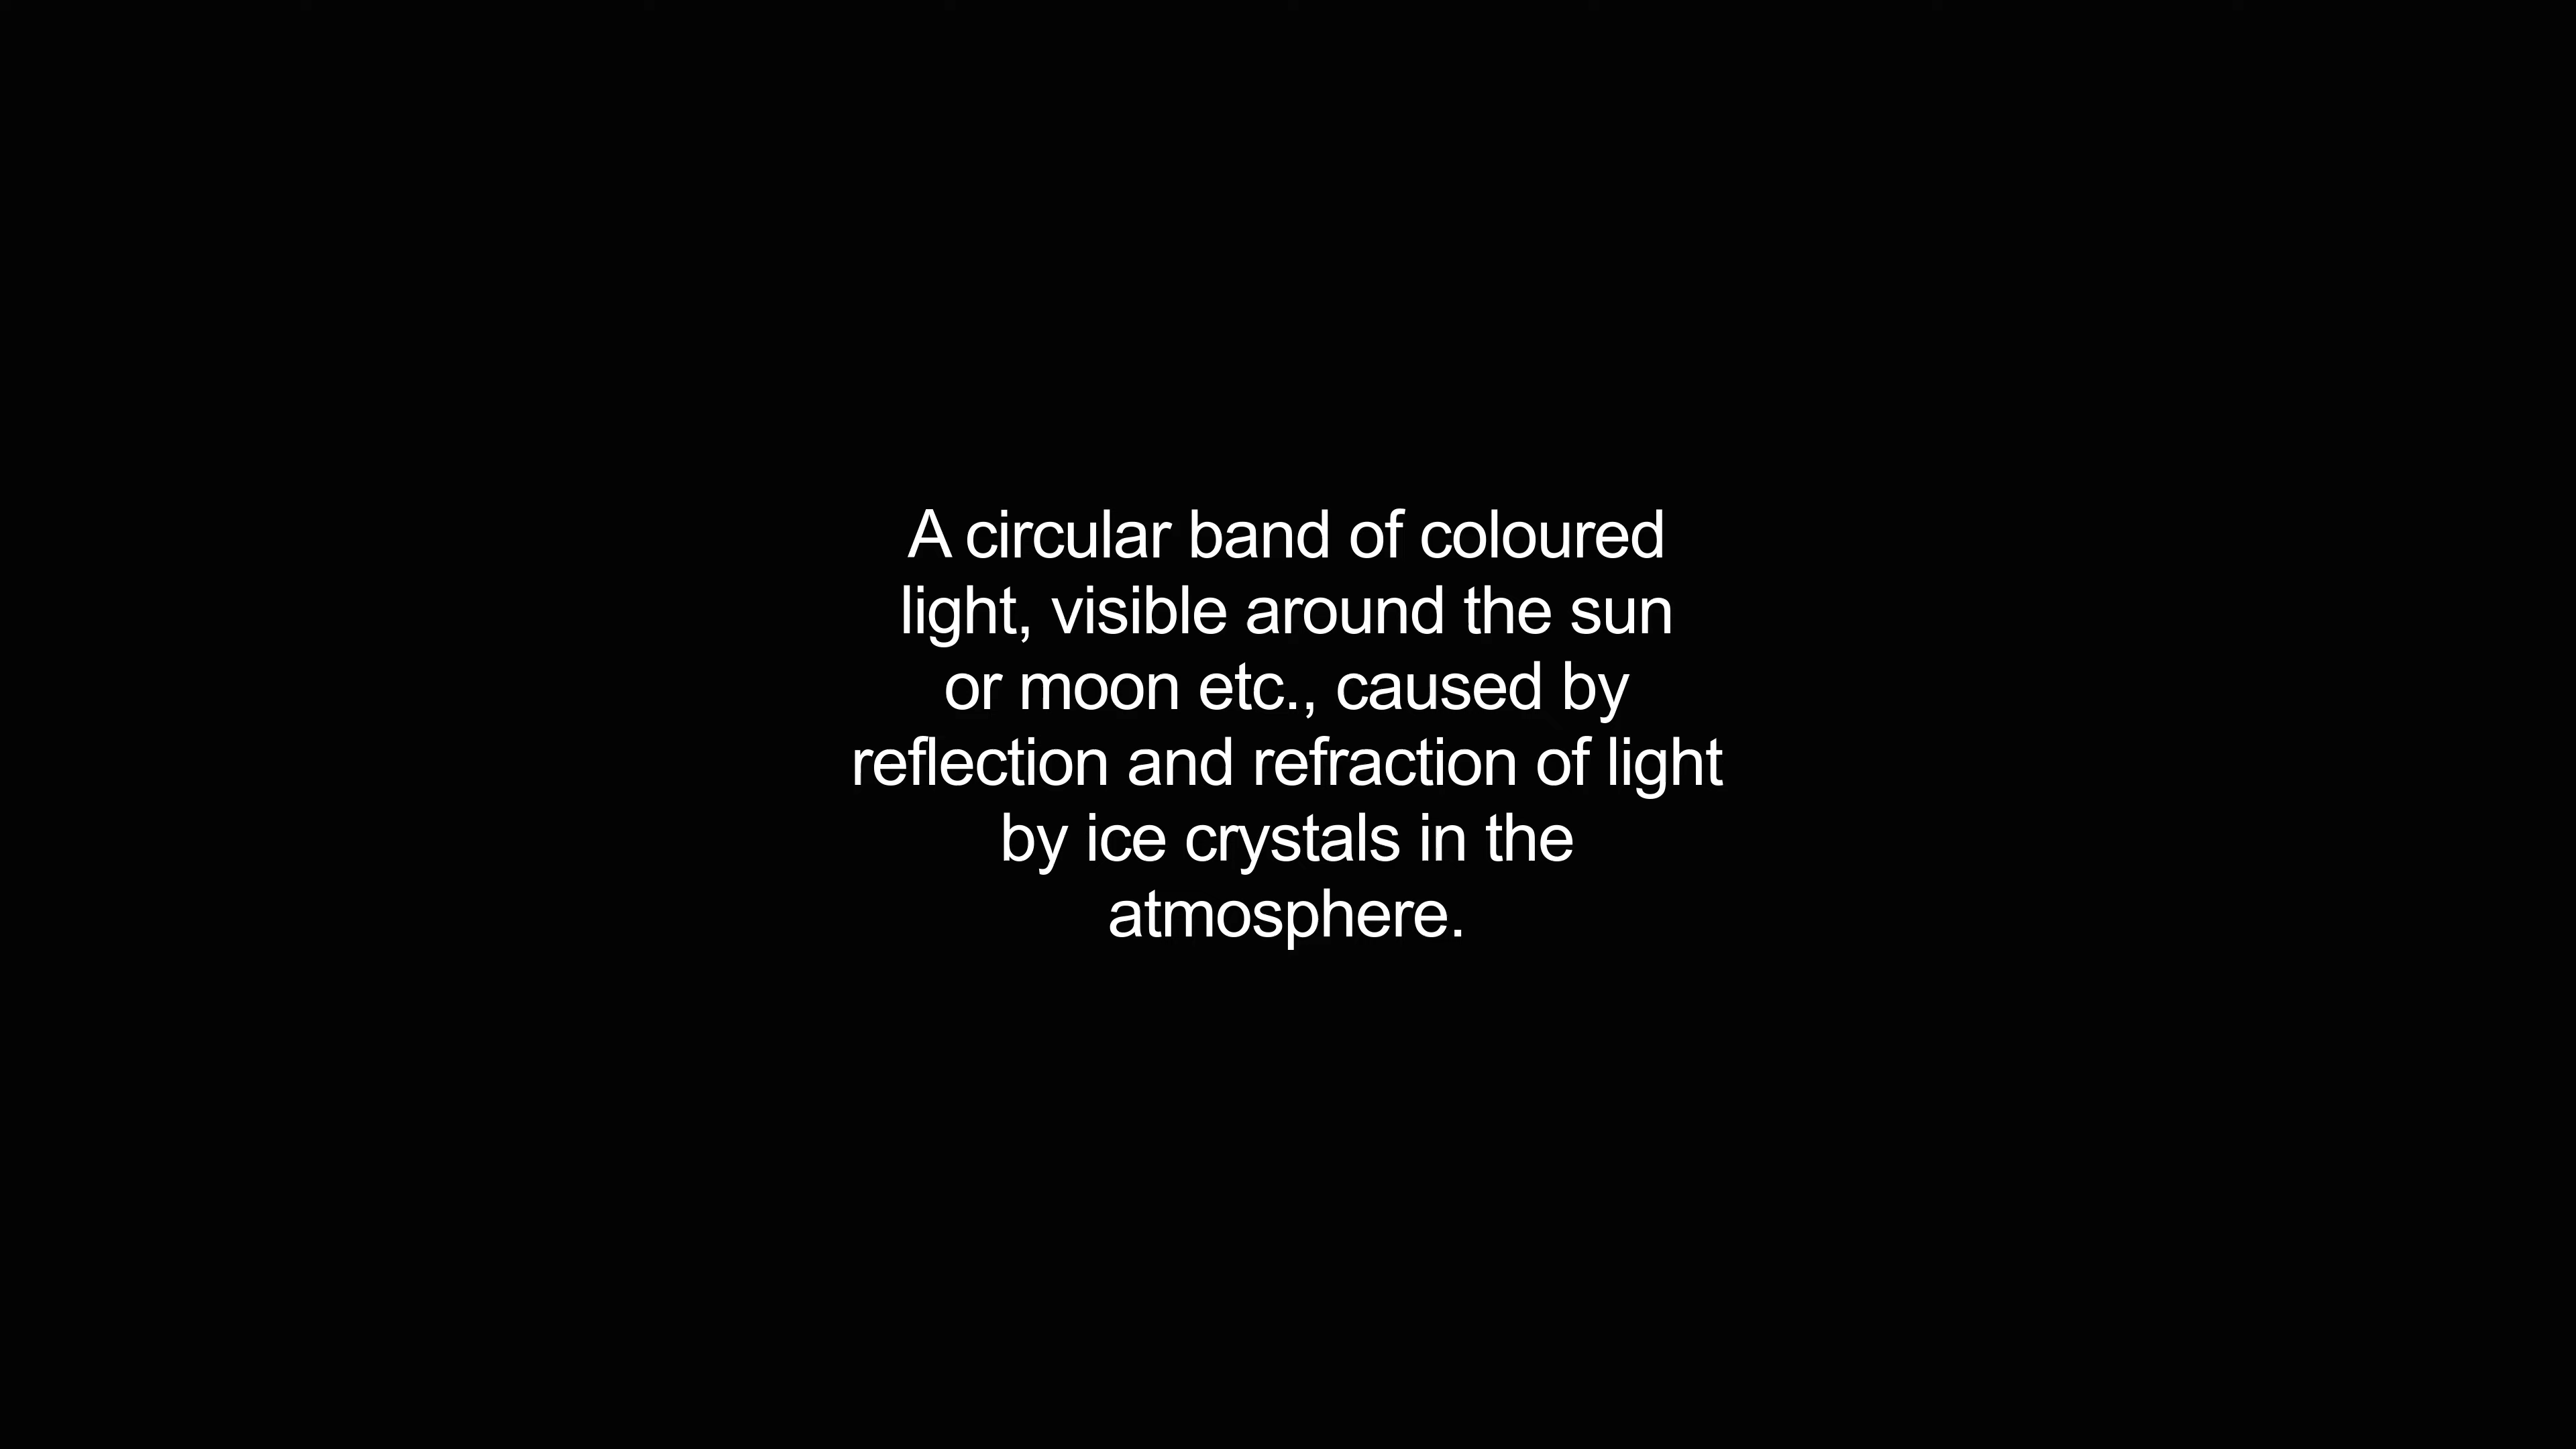 A circular band of coloured
light, visible around the sun
or moon etc., caused by
reflection and refraction of light
by ice crystals in the
atmosphere.